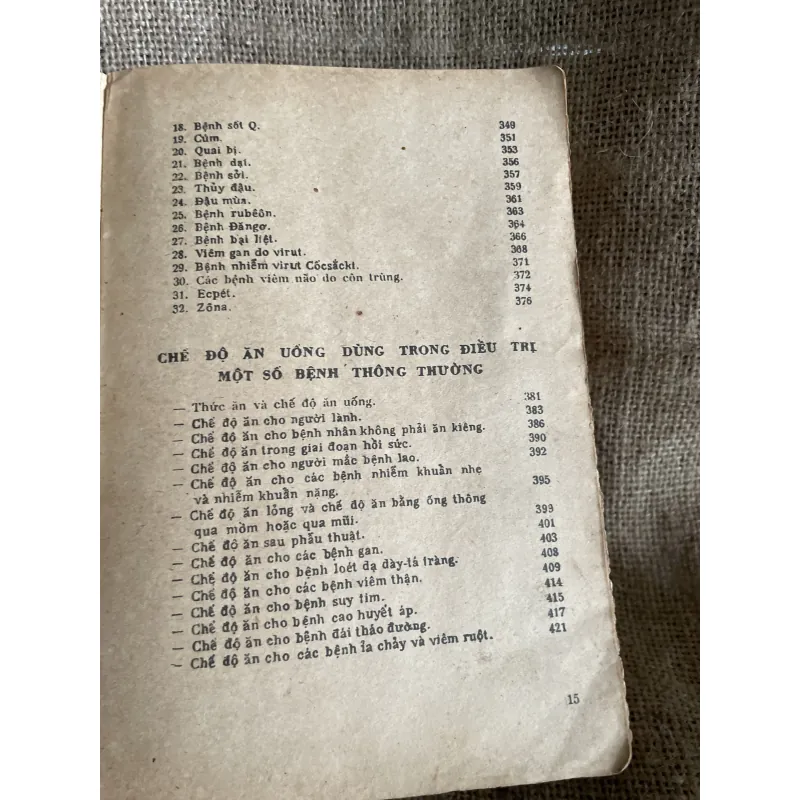 18. Bệnh sốt Q. 349
19. Cúm. 351
20. Quai bị. 353
21. Bệnh dại. 356
22. Bệnh sởi. 357
23. Thủy đậu. 359
24. Đậu mùa. 361
25. Bệnh rubêôn. 363
26. Bệnh Đăngơ. 364
27. Bệnh bại liệt. 366
28. Viêm gan do virut. 368
29. Bệnh nhiễm virut Cốcsắcki. 371
30. Các bệnh viêm não do côn trùng. 372
31. Ecpét. 374
32. Zôna. 376
CHẾ ĐỘ ĂN UỐNG DÙNG TRONG ĐIỀU TRỊ
MỘT SỐ BỆNH THÔNG THƯỜNG
— Thức ăn và chế độ ăn uống. 381
— Chế độ ăn cho người lành. 383
— Chế độ ăn cho bệnh nhân không phải ăn kiêng. 386
— Chế độ ăn trong giai đoạn hồi sức. 390
— Chế độ ăn cho người mắc bệnh lao. 392
— Chế độ ăn cho các bệnh nhiễm khuẩn nhẹ
và nhiễm khuẩn nặng. 395
— Chế độ ăn lỏng và chế độ ăn bằng ống thông
qua mồm hoặc qua mũi. 399
— Chế độ ăn sau phẫu thuật. 401
— Chế độ ăn cho các bệnh gan. 403
— Chế độ ăn cho bệnh loét dạ dày-tá tràng. 408
— Chế độ ăn cho các bệnh viêm thận. 409
— Chế độ ăn cho bệnh suy tim. 414
— Chế độ ăn cho bệnh cao huyết áp. 415
— Chế độ ăn cho bệnh đái tháo đường. 417
— Chế độ ăn cho các bệnh ỉa chảy và viêm ruột. 421
15